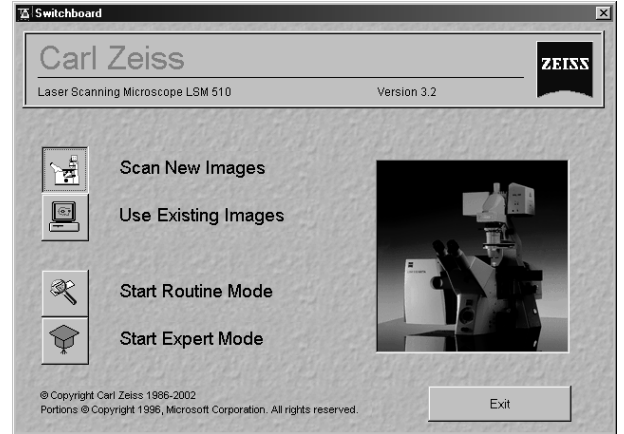 Switchboard
Carl Zeiss
ZEISS
Laser Scanning Microscope LSM 510
Version 3.2
Scan New Images
Use Existing Images
Start Routine Mode
Start Expert Mode
© Copyright Carl Zeiss 1986-2002
Portions © Copyright 1996, Microsoft Corporation. All rights reserved.
Exit